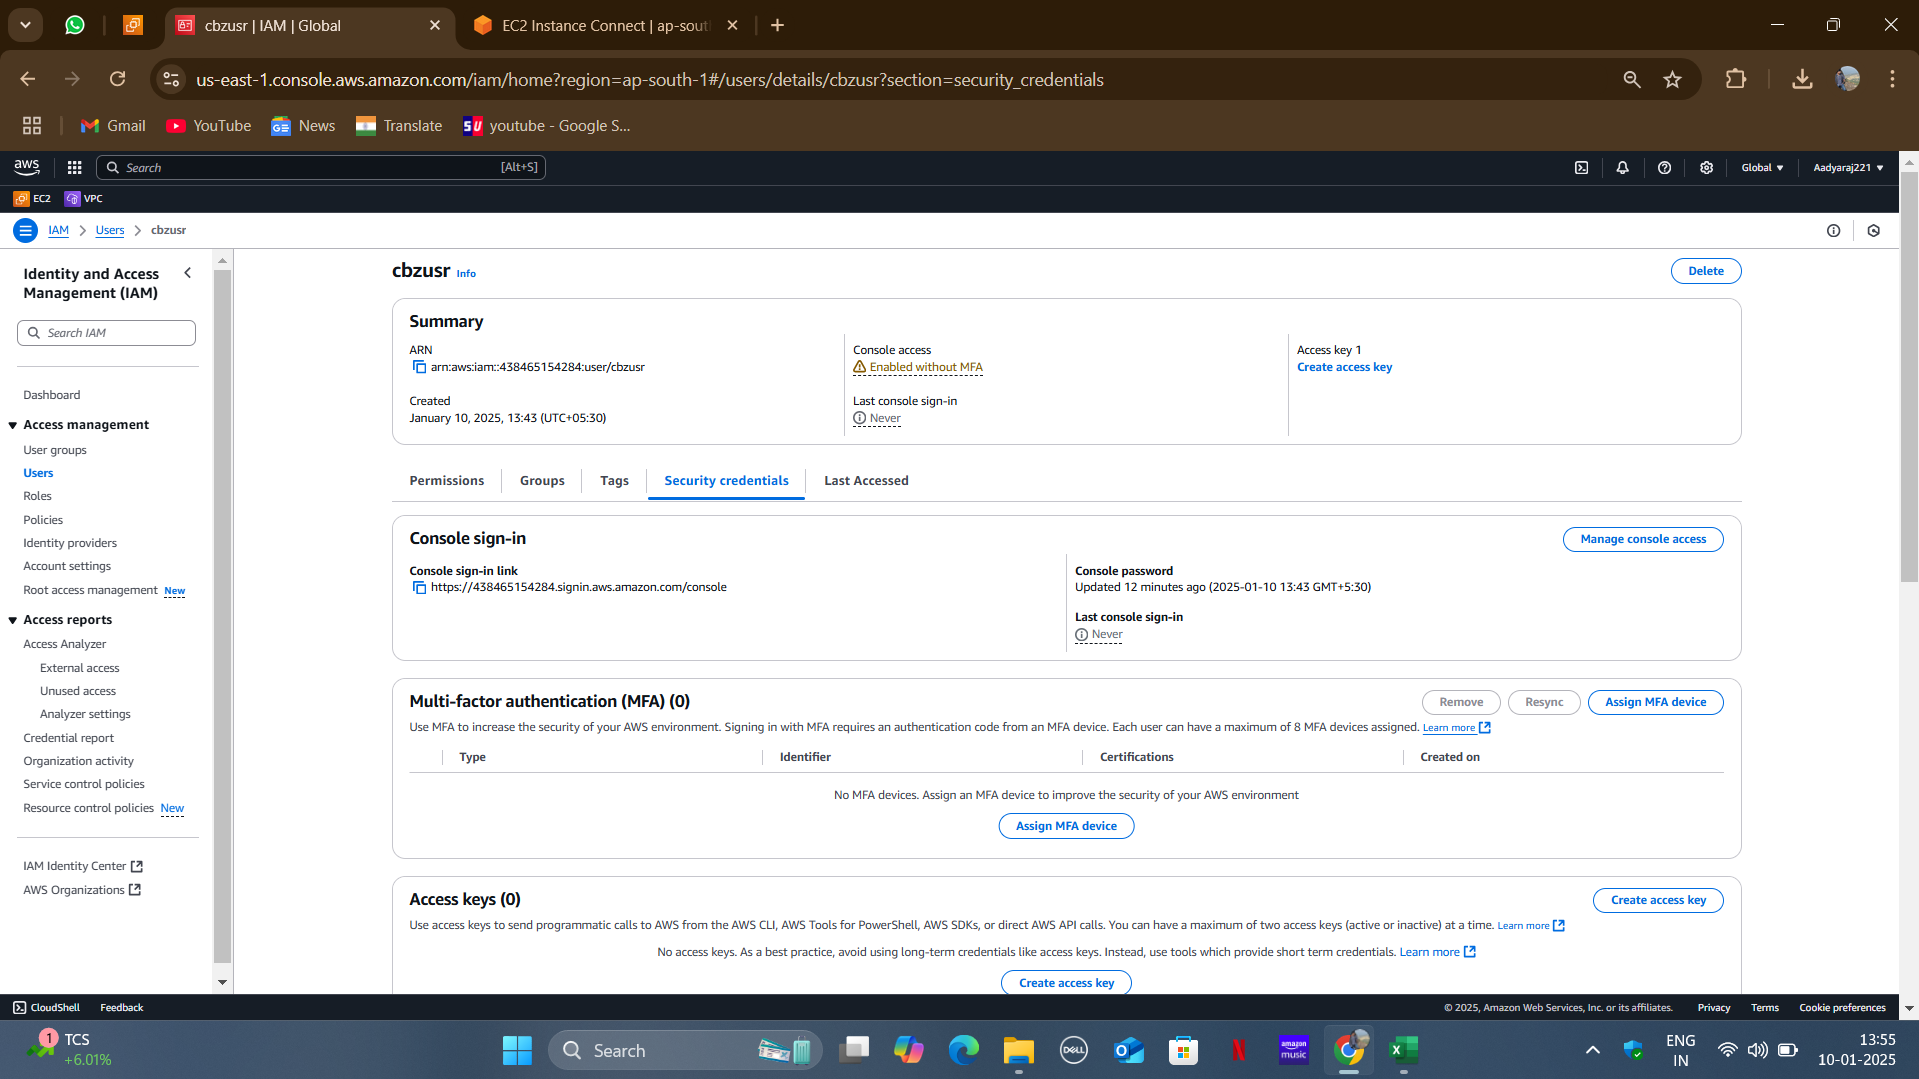 cbzusr | IAM | Global
EC2 Instance Connect | ap-sout
us-east-1.console.aws.amazon.com/iam/home?region=ap-south-1#/users/details/cbzusr?section=security_credentials
Gmail
YouTube
News
Translate
SU
youtube - Google S...
aws
Search
[Alt+S]
Global
Aadyaraj221
EC2
VPC
IAM
Users
cbzusr
Identity and Access
Management (IAM)
Search IAM
Dashboard
Access management
User groups
Users
Roles
Policies
Identity providers
Account settings
Root access management New
Access reports
Access Analyzer
External access
Unused access
Analyzer settings
Credential report
Organization activity
Service control policies
Resource control policies New
IAM Identity Center
AWS Organizations
cbzusr Info
Delete
Summary
ARN
arn:aws:iam::438465154284:user/cbzusr
Created
January 10, 2025, 13:43 (UTC+05:30)
Console access
Enabled without MFA
Last console sign-in
Never
Access key 1
Create access key
Permissions
Groups
Tags
Security credentials
Last Accessed
Console sign-in
Manage console access
Console sign-in link
https://438465154284.signin.aws.amazon.com/console
Console password
Updated 12 minutes ago (2025-01-10 13:43 GMT+5:30)
Last console sign-in
Never
Multi-factor authentication (MFA) (0)
Remove
Resync
Assign MFA device
Use MFA to increase the security of your AWS environment. Signing in with MFA requires an authentication code from an MFA device. Each user can have a maximum of 8 MFA devices assigned. Learn more
Type
Identifier
Certifications
Created on
No MFA devices. Assign an MFA device to improve the security of your AWS environment
Assign MFA device
Access keys (0)
Create access key
Use access keys to send programmatic calls to AWS from the AWS CLI, AWS Tools for PowerShell, AWS SDKs, or direct AWS API calls. You can have a maximum of two access keys (active or inactive) at a time. Learn more
No access keys. As a best practice, avoid using long-term credentials like access keys. Instead, use tools which provide short term credentials. Learn more
Create access key
CloudShell
Feedback
© 2025, Amazon Web Services, Inc. or its affiliates.
Privacy
Terms
Cookie preferences
1
TCS
+6.01%
Search
DELL
amazon
music
ENG
IN
13:55
10-01-2025